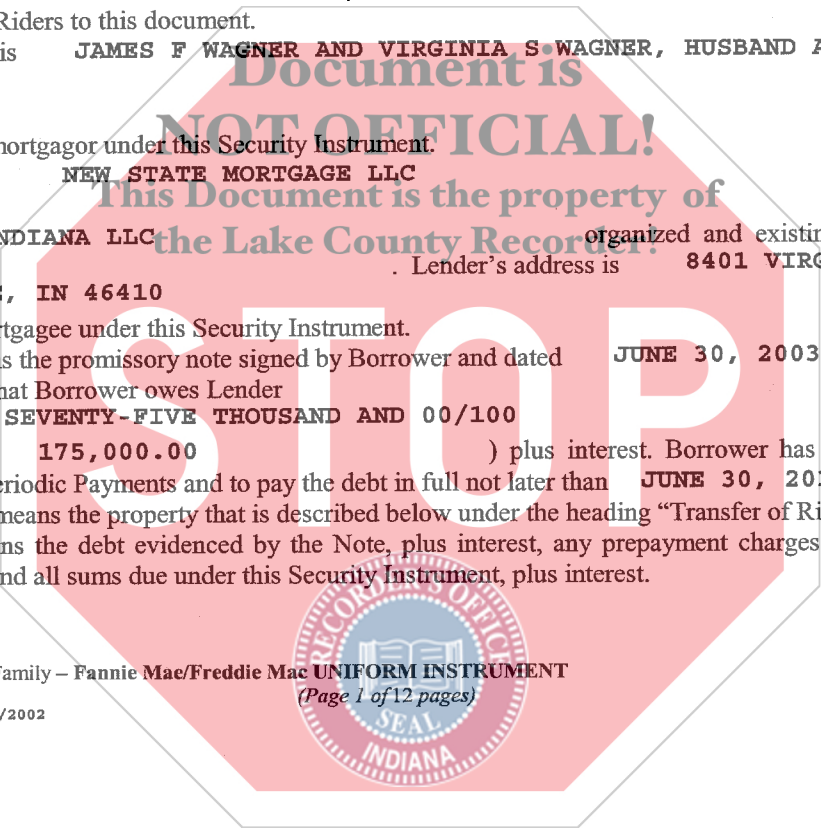 Riders to this document.
is JAMES F WAGNER AND VIRGINIA S WAGNER, HUSBAND A
Document is
NOT OFFICIAL!
mortgagor under this Security Instrument.
NEW STATE MORTGAGE LLC
This Document is the property of
the Lake County Recorder!
NDIANA LLC organized and existin
. Lender's address is 8401 VIRG
, IN 46410
rtgagee under this Security Instrument.
s the promissory note signed by Borrower and dated JUNE 30, 2003
hat Borrower owes Lender
SEVENTY-FIVE THOUSAND AND 00/100
175,000.00 ) plus interest. Borrower has
eriodic Payments and to pay the debt in full not later than JUNE 30, 201
means the property that is described below under the heading “Transfer of Ri
ns the debt evidenced by the Note, plus interest, any prepayment charges
nd all sums due under this Security Instrument, plus interest.
STOP
RECORDER'S OFFICE
SEAL
INDIANA
Family – Fannie Mae/Freddie Mac UNIFORM INSTRUMENT
(Page 1 of 12 pages)
/2002